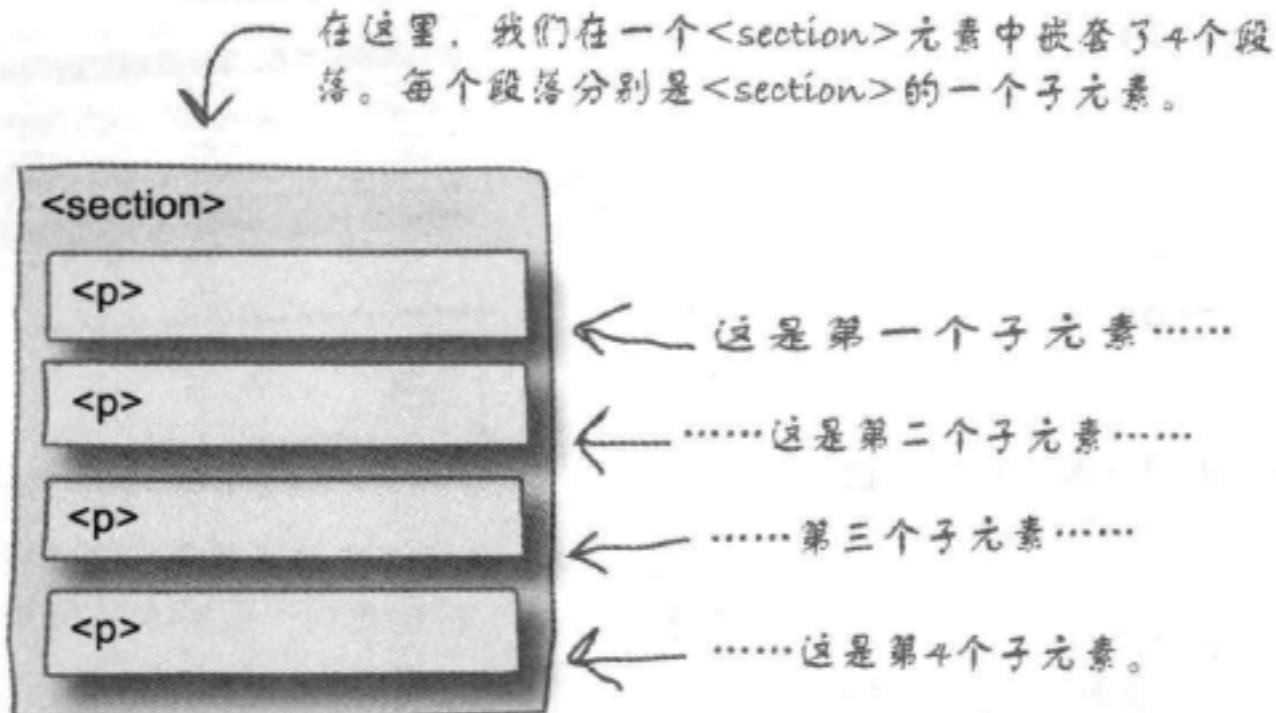 在这里，我们在一个<section>元素中嵌套了4个段
落。每个段落分别是<section>的一个子元素。
<section>
<p>
这是第一个子元素……
<p>
……这是第二个子元素……
<p>
……第三个子元素……
<p>
……这是第4个子元素。